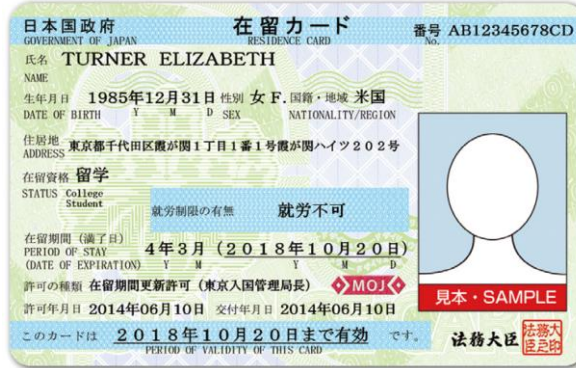 日本国政府 在留カード 番号 AB12345678CD
GOVERNMENT OF JAPAN RESIDENCE CARD No.
氏名 TURNER ELIZABETH
NAME
生年月日 1985年12月31日 性別 女 F. 国籍・地域 米国
DATE OF BIRTH Y M D SEX NATIONALITY/REGION
住居地 東京都千代田区霞が関1丁目1番1号霞が関ハイツ202号
ADDRESS
在留資格 留学
STATUS College
Student
就労制限の有無 就労不可
在留期間(満了日) 4年3月(2018年10月20日)
PERIOD OF STAY
(DATE OF EXPIRATION) Y M Y M D
許可の種類 在留期間更新許可(東京入国管理局長) MOJ
見本・SAMPLE
許可年月日 2014年06月10日 交付年月日 2014年06月10日
このカードは 2018年10月20日まで有効 です。
PERIOD OF VALIDITY OF THIS CARD
法務大臣 法務大臣之印